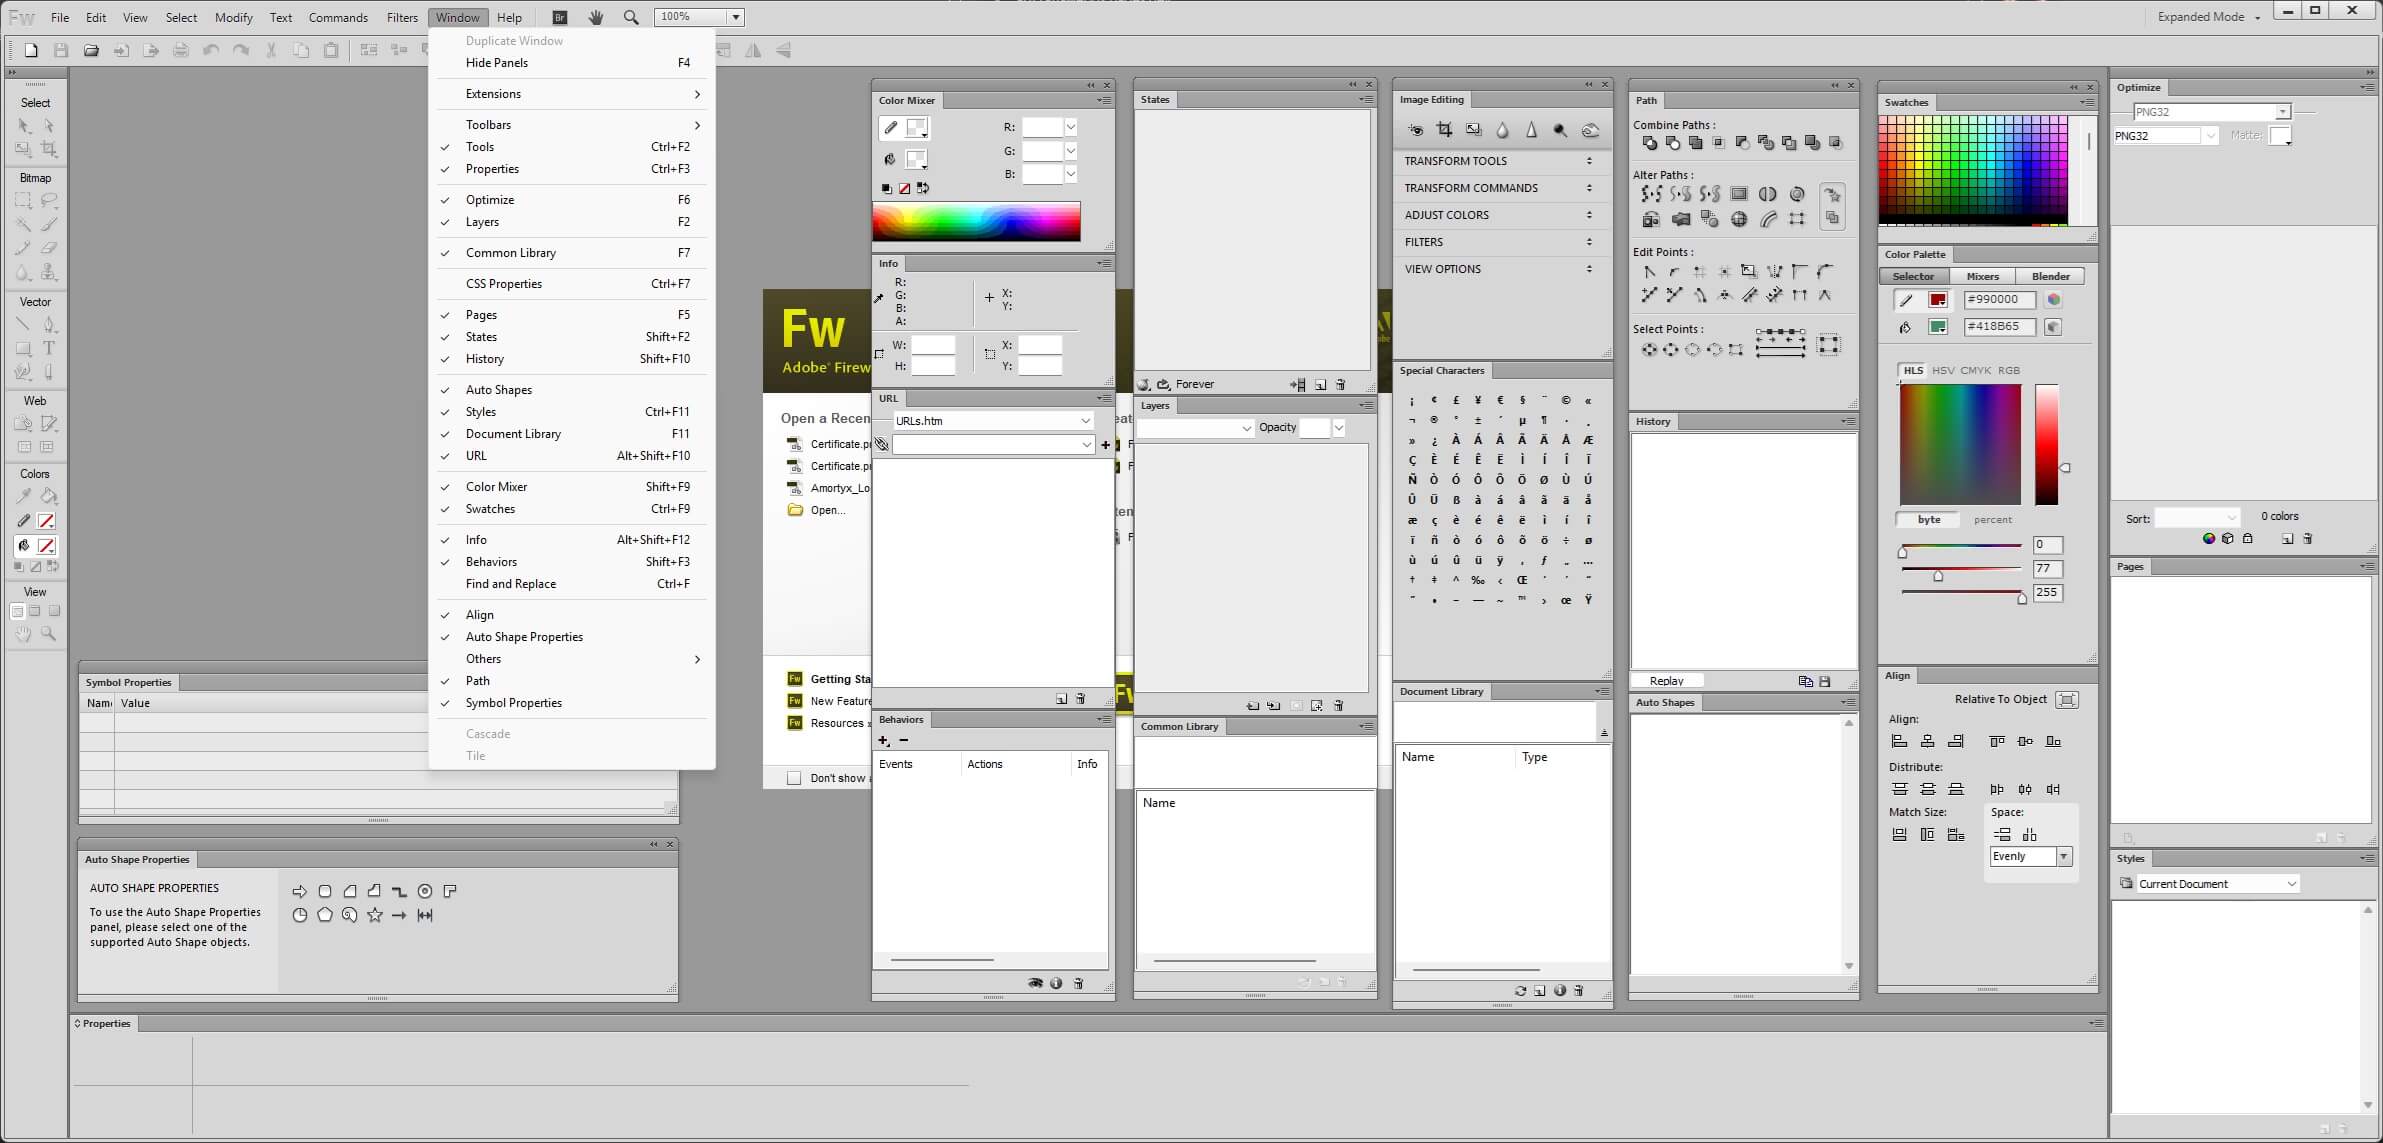 Fw File Edit View Select Modify Text Commands Filters Window Help Br 100% Expanded Mode
Duplicate Window
Hide Panels F4
Extensions
Toolbars
Tools Ctrl+F2
Properties Ctrl+F3
Optimize F6
Layers F2
Common Library F7
CSS Properties Ctrl+F7
Pages F5
States Shift+F2
History Shift+F10
Auto Shapes
Styles Ctrl+F11
Document Library F11
URL Alt+Shift+F10
Color Mixer Shift+F9
Swatches Ctrl+F9
Info Alt+Shift+F12
Behaviors Shift+F3
Find and Replace Ctrl+F
Align
Auto Shape Properties
Others
Path
Symbol Properties
Cascade
Tile
Select
Bitmap
Vector
Web
Colors
View
Symbol Properties
Name Value
Auto Shape Properties
AUTO SHAPE PROPERTIES
To use the Auto Shape Properties
panel, please select one of the
supported Auto Shape objects.
Properties
Fw
Adobe® Firew
Open a Recen
Certificate.p
Certificate.p
Amortyx_Lo
Open...
Getting Sta
New Feature
Resources
Don't show
Color Mixer
R:
G:
B:
Info
R:
G: X:
B: Y:
A:
W: X:
H: Y:
URL
URLs.htm
Behaviors
Events Actions Info
States
Forever
Layers
Opacity
Common Library
Name
Image Editing
TRANSFORM TOOLS
TRANSFORM COMMANDS
ADJUST COLORS
FILTERS
VIEW OPTIONS
Special Characters
¡ ¢ £ ¥ € § ¨ © «
¬ ® ° ± ´ µ ¶ · ¸
» ¿ À Á Â Ã Ä Å Æ
Ç È É Ê Ë Ì Í Î Ï
Ñ Ò Ó Ô Õ Ö Ø Ù Ú
Û Ü ß à á â ã ä å
æ ç è é ê ë ì í î
ï ñ ò ó ô õ ö ÷ ø
ù ú û ü ÿ ‚ ƒ „ …
† ‡ ^ ‰ ‹ Œ ‘ ’ “
” • – — ~ ™ › œ Ÿ
Document Library
Name Type
Path
Combine Paths :
Alter Paths :
Edit Points :
Select Points :
History
Replay
Auto Shapes
Swatches
Color Palette
Selector Mixers Blender
#990000
#418B65
HLS HSV CMYK RGB
byte percent
0
77
255
Align
Relative To Object
Align:
Distribute:
Match Size: Space:
Evenly
Optimize
PNG32
PNG32 Matte:
Sort: 0 colors
Pages
Styles
Current Document